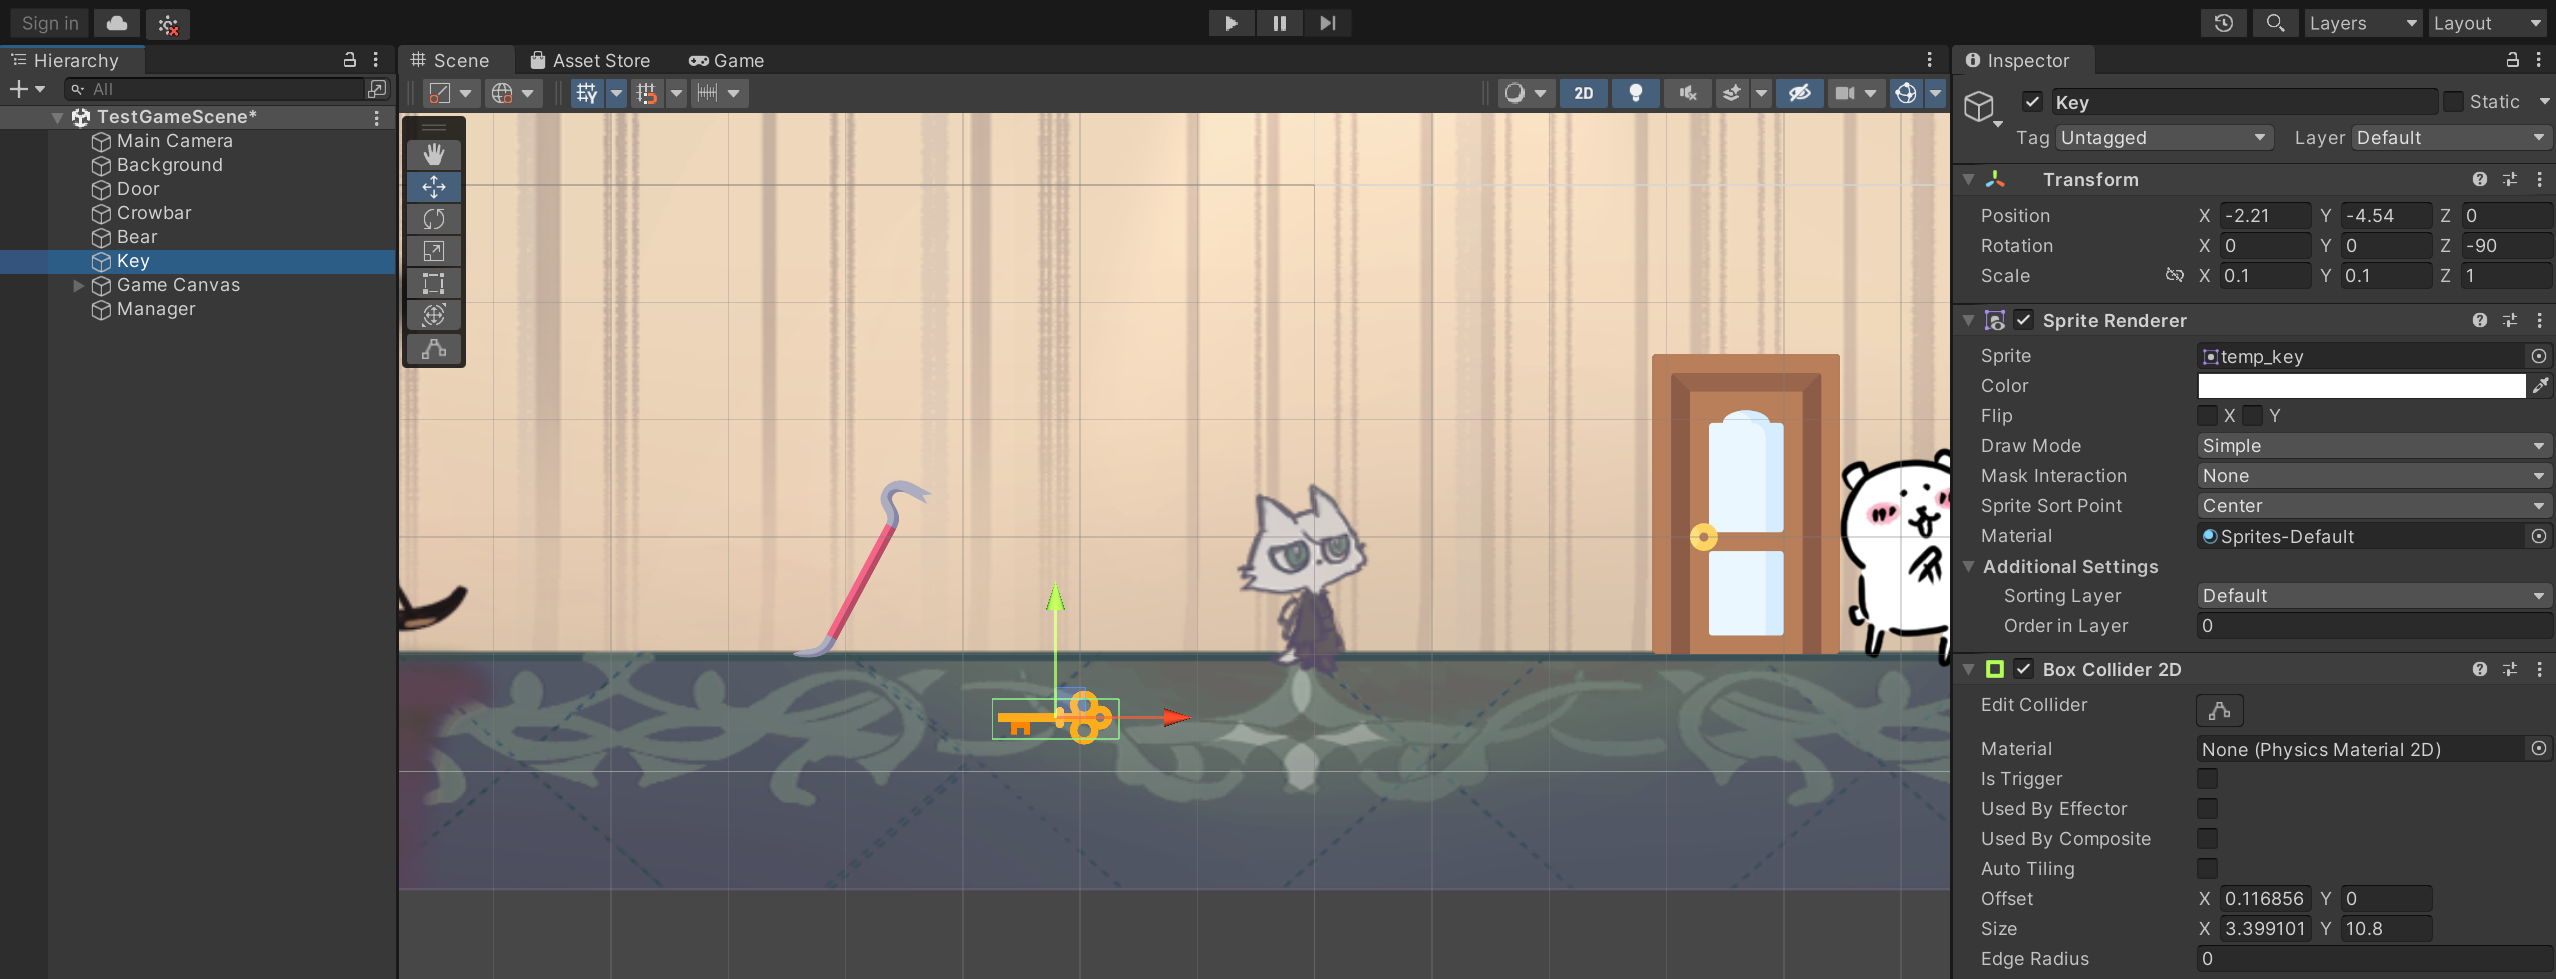 Sign in
Layers
Layout
Hierarchy
All
TestGameScene*
Main Camera
Background
Door
Crowbar
Bear
Key
Game Canvas
Manager
Scene
Asset Store
Game
2D
Inspector
Key
Static
Tag Untagged Layer Default
Transform
Position X -2.21 Y -4.54 Z 0
Rotation X 0 Y 0 Z -90
Scale X 0.1 Y 0.1 Z 1
Sprite Renderer
Sprite temp_key
Color
Flip X Y
Draw Mode Simple
Mask Interaction None
Sprite Sort Point Center
Material Sprites-Default
Additional Settings
Sorting Layer Default
Order in Layer 0
Box Collider 2D
Edit Collider
Material None (Physics Material 2D)
Is Trigger
Used By Effector
Used By Composite
Auto Tiling
Offset X 0.116856 Y 0
Size X 3.399101 Y 10.8
Edge Radius 0